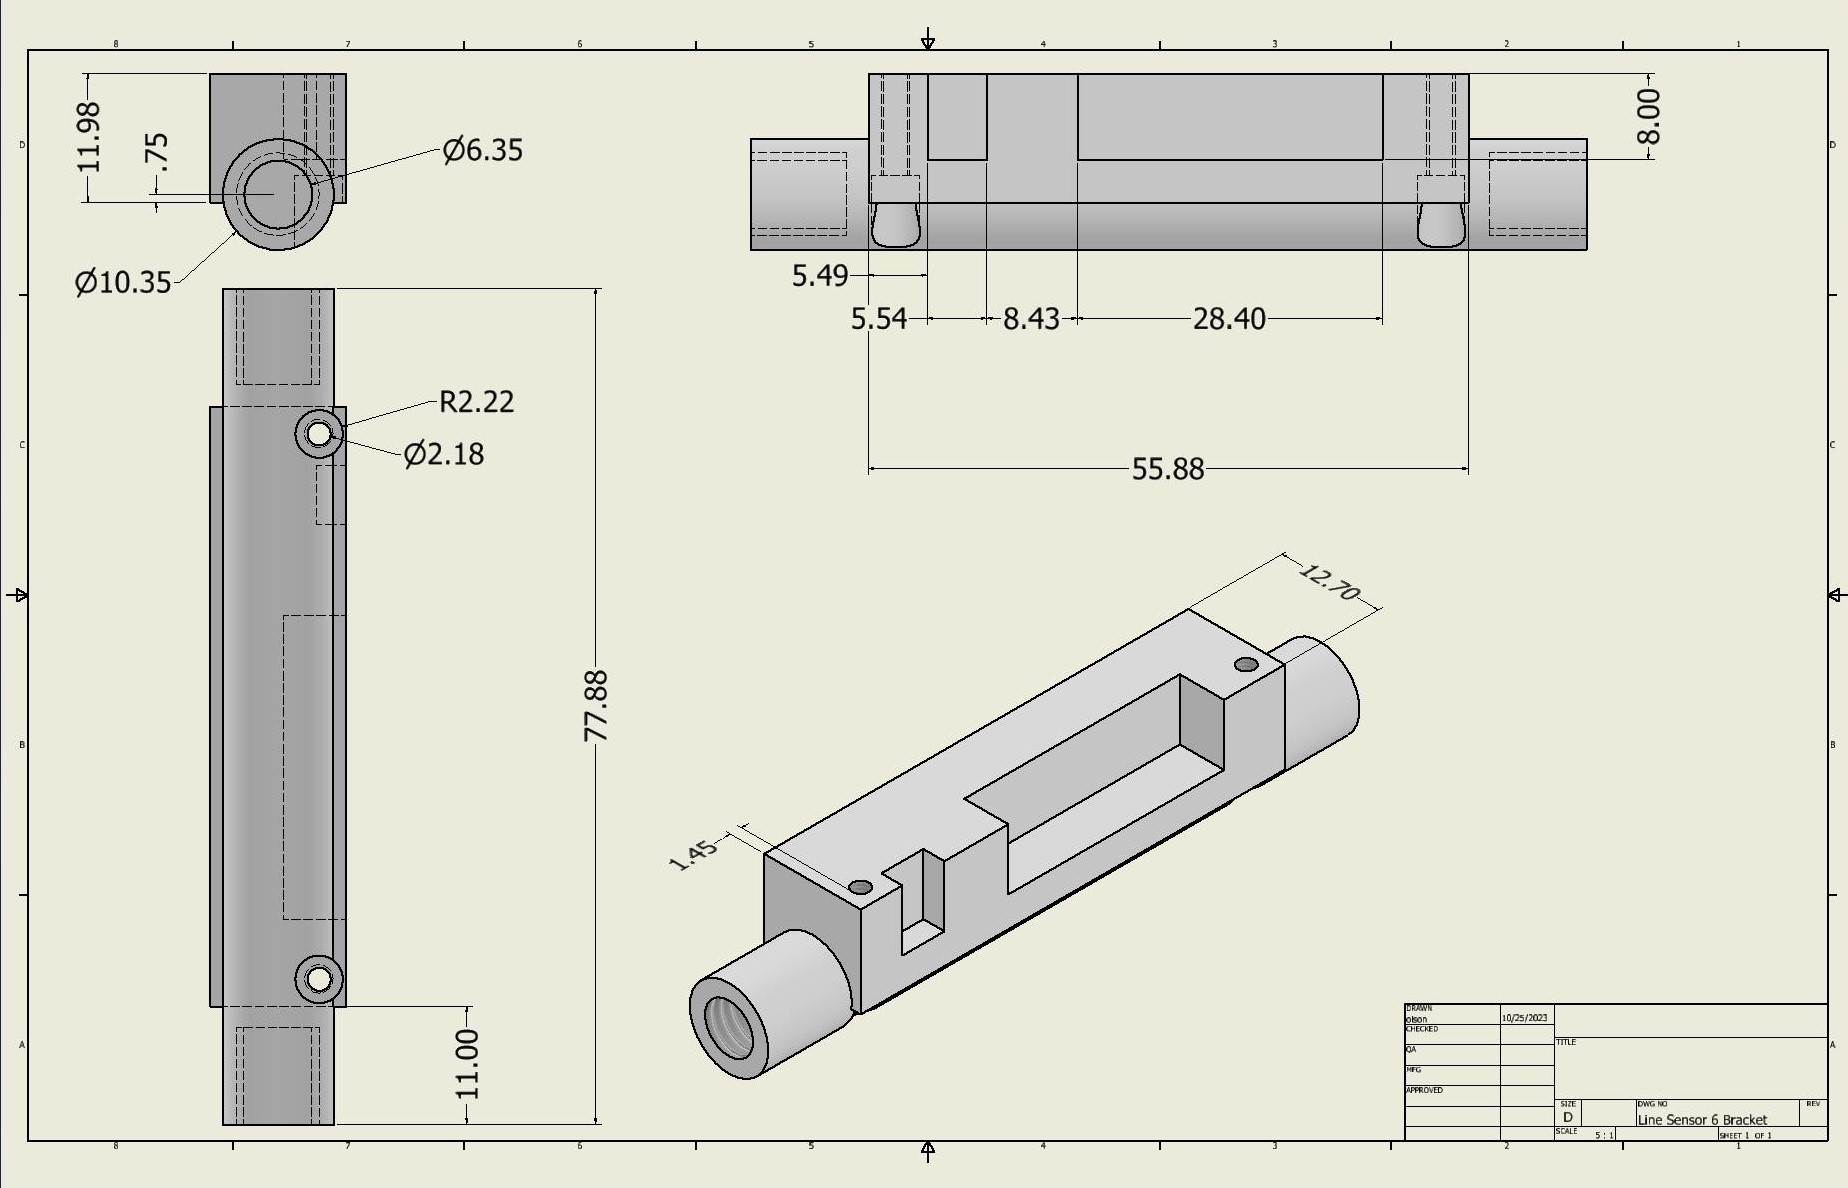 8 7 6 5 4 3 2 1
D
D
11.98
.75
Ø6.35
Ø10.35
8.00
5.49
5.54
8.43
28.40
55.88
C
C
R2.22
Ø2.18
77.88
11.00
12.70
1.45
B
B
A
A
DRAWN
olson
10/25/2023
CHECKED
QA
MFG
APPROVED
TITLE
SIZE
D
DWG NO
Line Sensor 6 Bracket
REV
SCALE
5 : 1
SHEET 1 OF 1
8 7 6 5 4 3 2 1